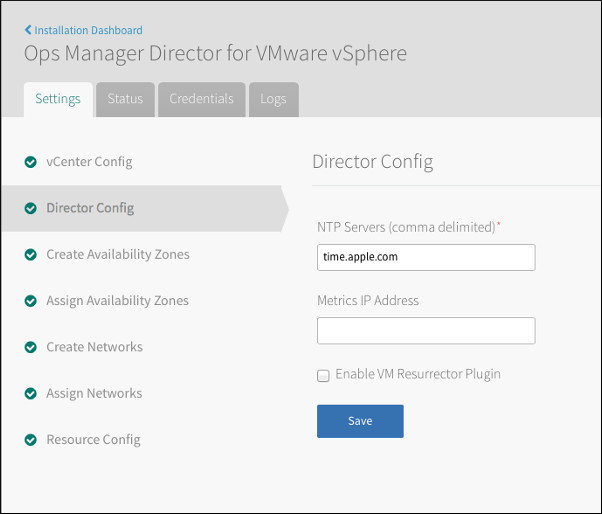 Installation Dashboard
Ops Manager Director for VMware vSphere
Settings
Status
Credentials
Logs
vCenter Config
Director Config
Create Availability Zones
Assign Availability Zones
Create Networks
Assign Networks
Resource Config
Director Config
NTP Servers (comma delimited)*
time.apple.com
Metrics IP Address
Enable VM Resurrector Plugin
Save